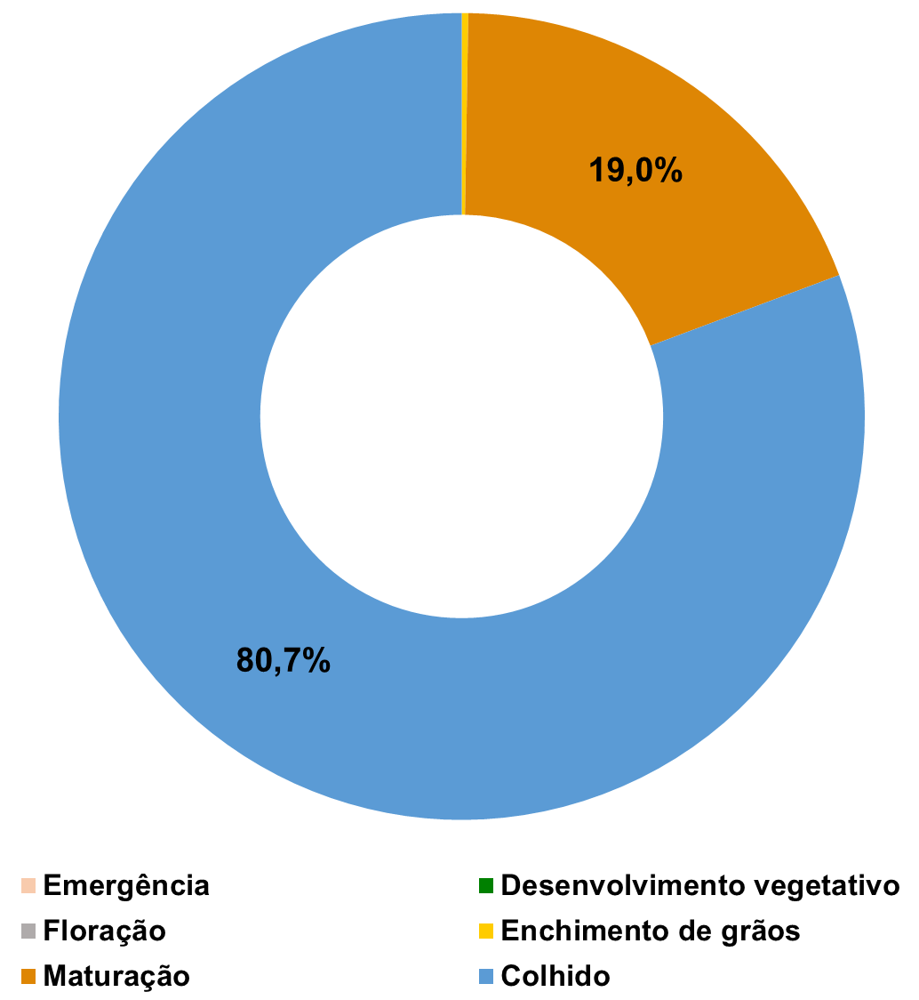 19,0%
80,7%
Emergência
Desenvolvimento vegetativo
Floração
Enchimento de grãos
Maturação
Colhido